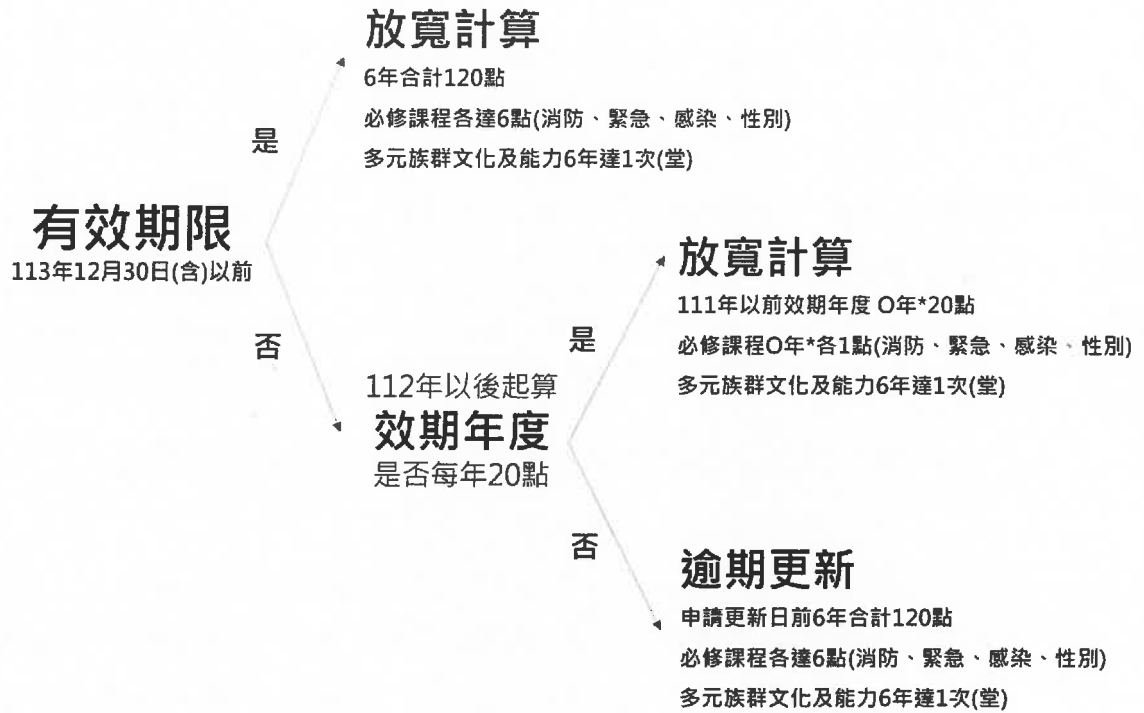 放寬計算
6年合計120點
必修課程各達6點(消防、緊急、感染、性別)
多元族群文化及能力6年達1次(堂)
是
有效期限
113年12月30日(含)以前
否
112年以後起算
效期年度
是否每年20點
是
放寬計算
111年以前效期年度 O年*20點
必修課程O年*各1點(消防、緊急、感染、性別)
多元族群文化及能力6年達1次(堂)
否
逾期更新
申請更新日前6年合計120點
必修課程各達6點(消防、緊急、感染、性別)
多元族群文化及能力6年達1次(堂)